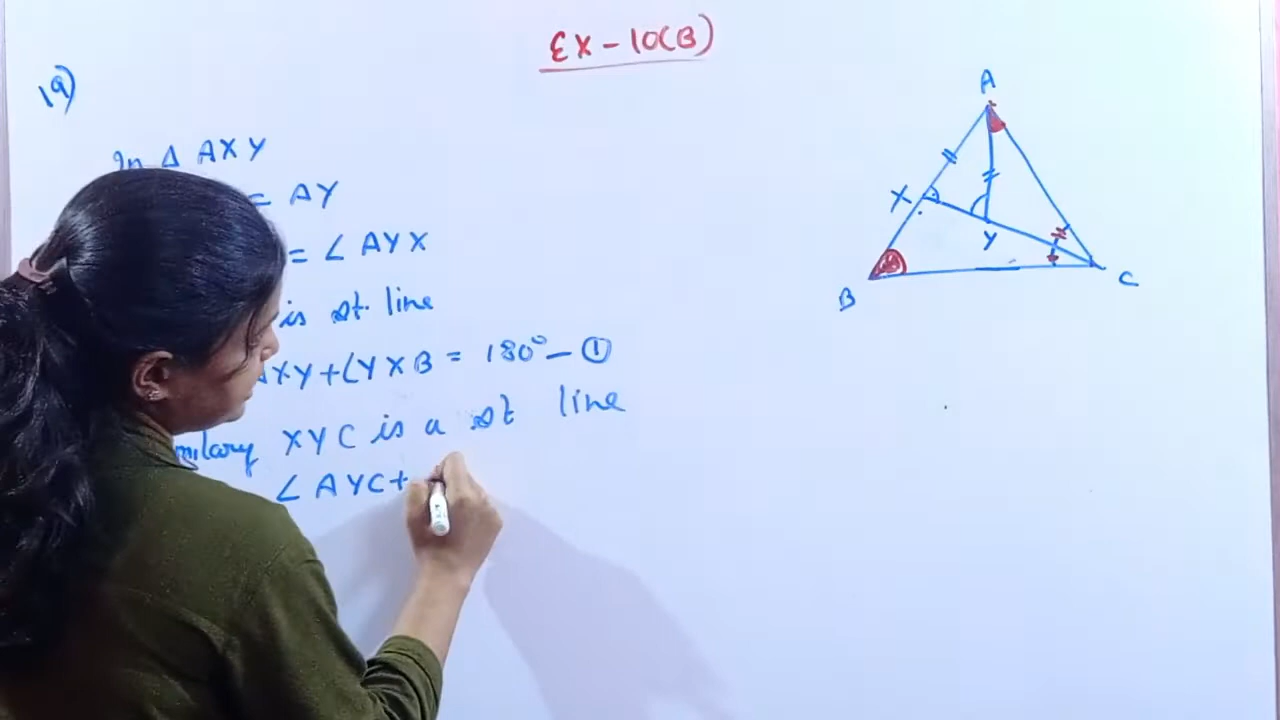 EX-10(B)
19)
In Δ AXY
= AY
= ∠AYX
is st. line
XY+∠YXB = 180° - ①
XYC is a st line
∠AYC+
A
X
Y
B
C